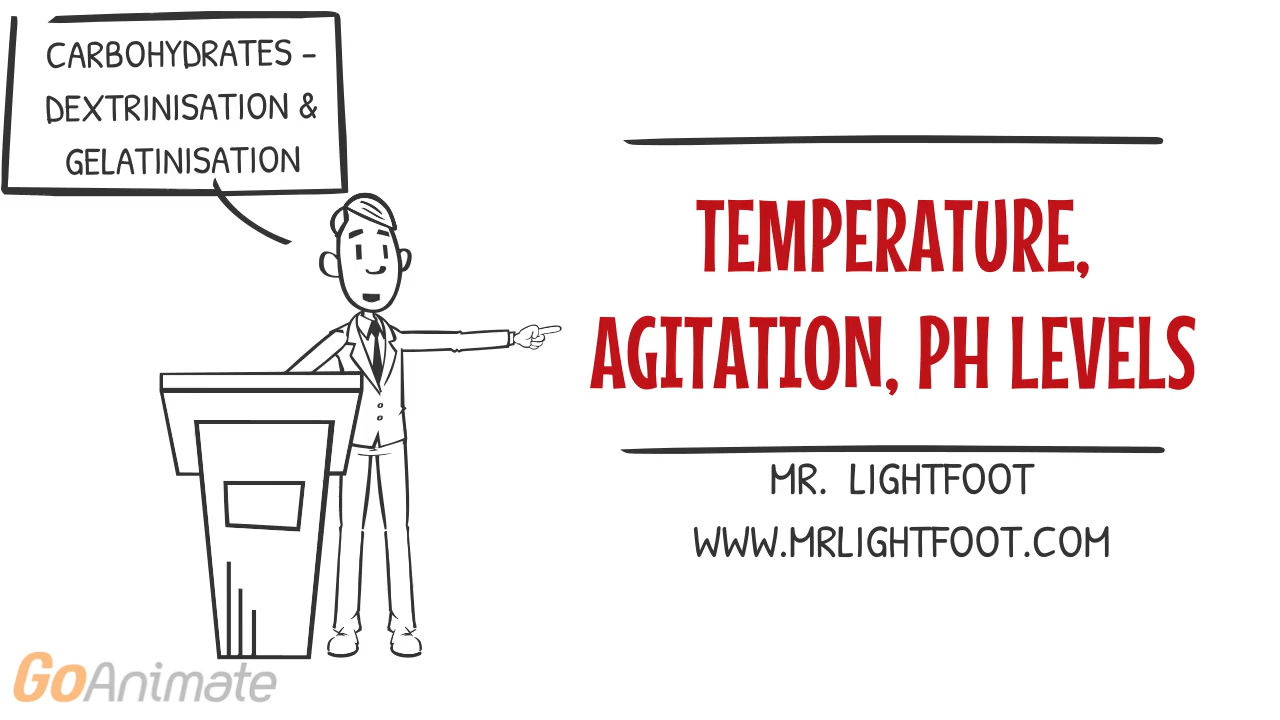 CARBOHYDRATES –
DEXTRINISATION &
GELATINISATION
TEMPERATURE,
AGITATION, PH LEVELS
MR. LIGHTFOOT
WWW.MRLIGHTFOOT.COM
GoAnimate